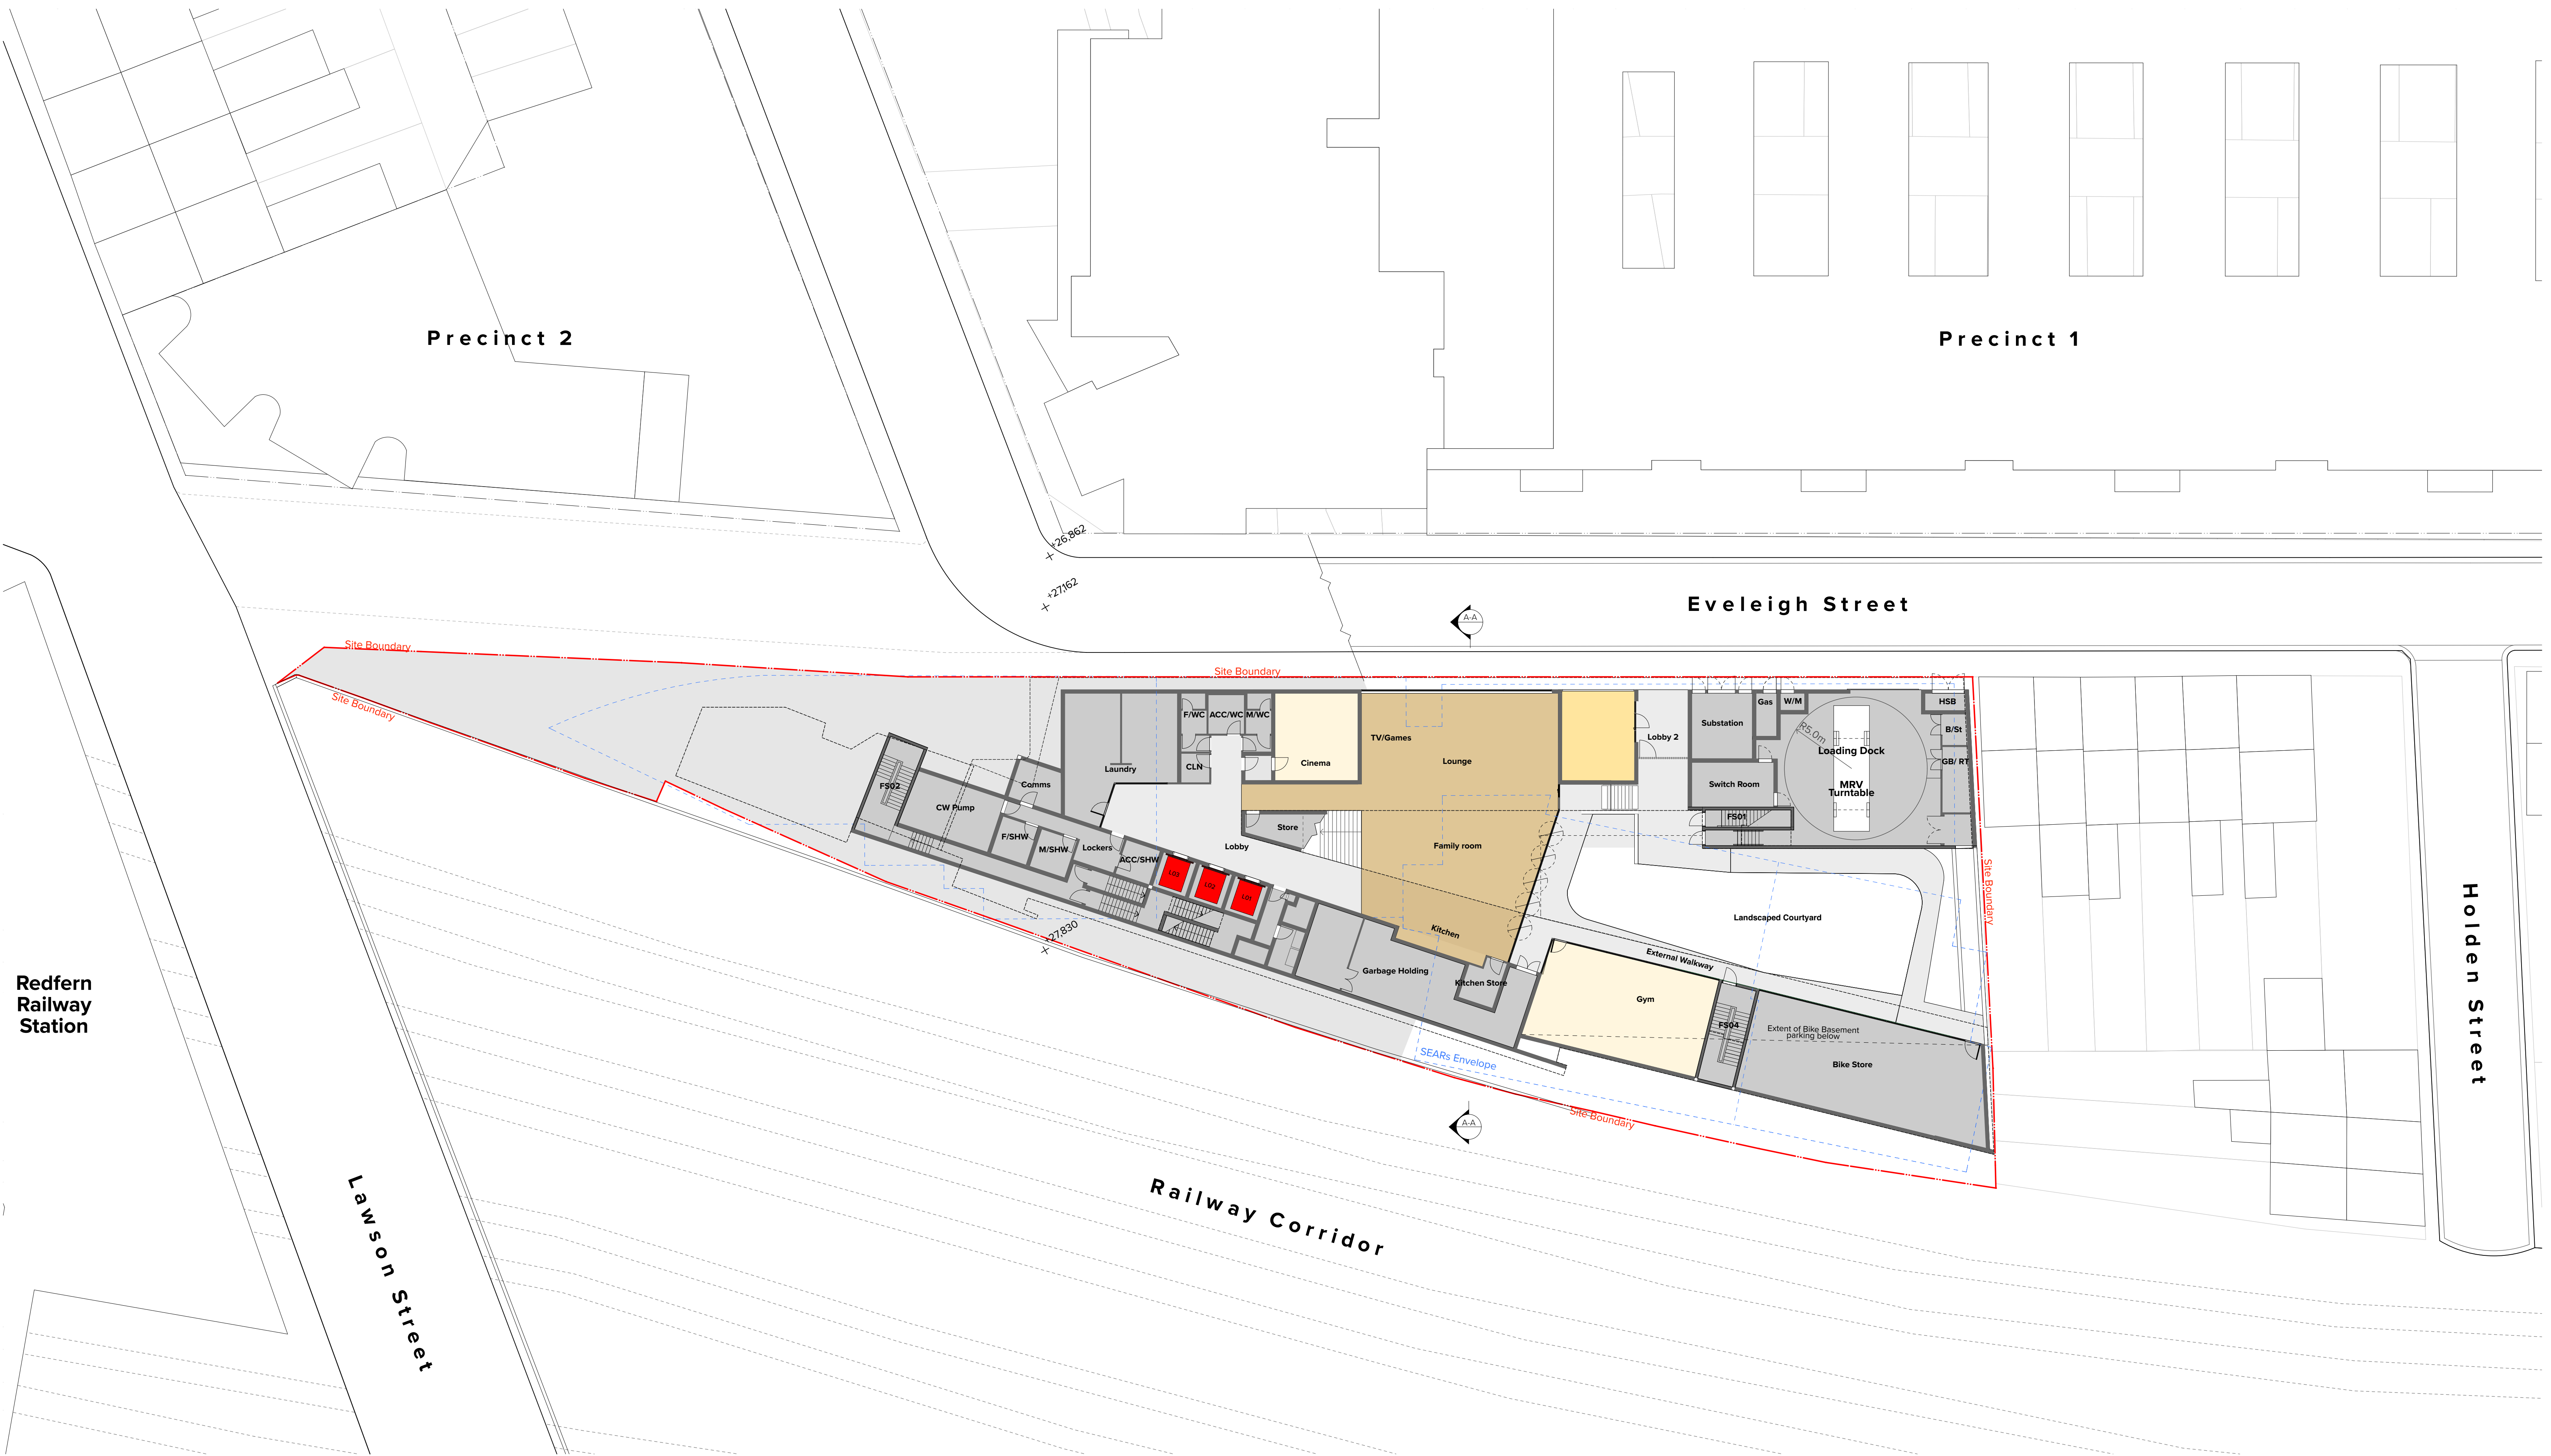 Precinct 2
Precinct 1
+26,862
+27,162
A-A
Eveleigh Street
Site Boundary
Site Boundary
Site Boundary
F/WC
ACC/WC
M/WC
Substation
Gas
W/M
HSB
TV/Games
Lobby 2
R5.0m
B/St
Loading Dock
Laundry
CLN
Cinema
Lounge
GB/ RT
FS02
Comms
Switch Room
MRV
Turntable
CW Pump
Store
FS01
F/SHW
M/SHW
Lockers
ACC/SHW
Lobby
Family room
L03
L02
L01
Site Boundary
Landscaped Courtyard
Kitchen
+27,830
External Walkway
Garbage Holding
Kitchen Store
Gym
FS04
Extent of Bike Basement
parking below
Bike Store
SEARs Envelope
Site Boundary
A-A
Redfern
Railway
Station
Holden Street
Lawson Street
Railway Corridor